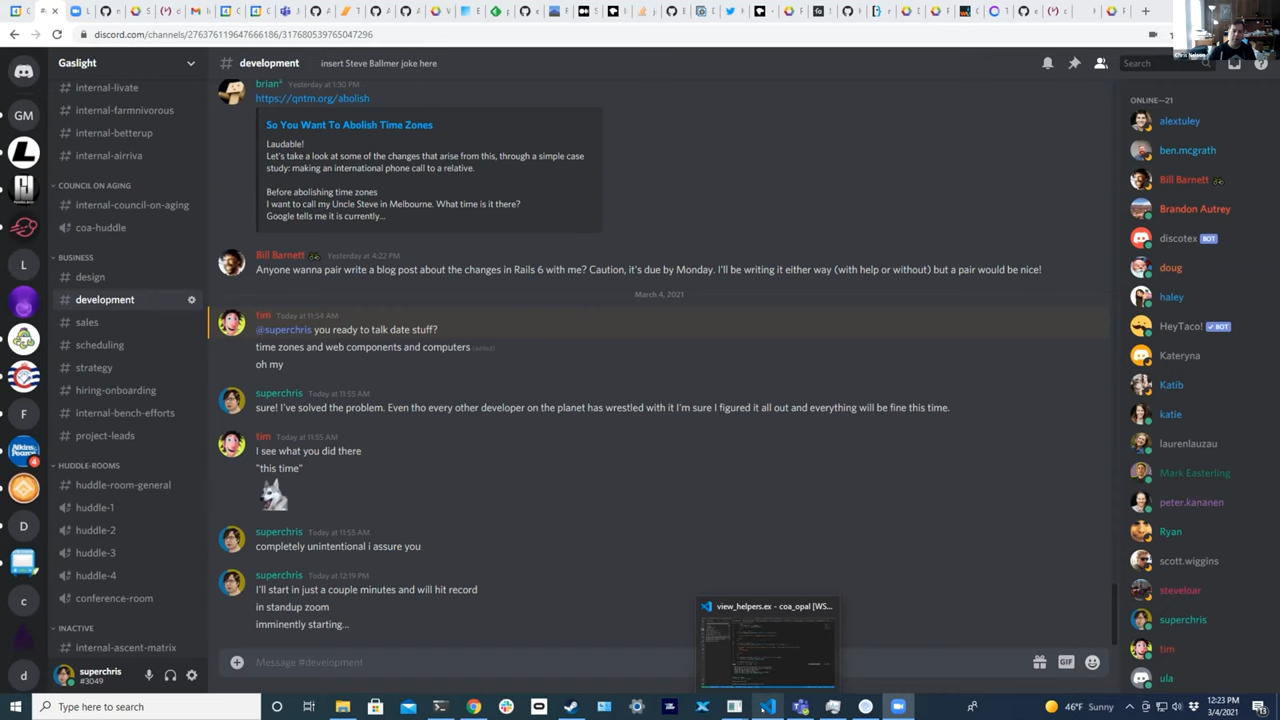 discord.com/channels/276376119647666186/317680539765047296
Chris Nelson
Gaslight
development
insert Steve Ballmer joke here
Search
internal-livate
internal-farmnivorous
internal-betterup
internal-airriva
COUNCIL ON AGING
internal-council-on-aging
coa-huddle
BUSINESS
design
development
sales
scheduling
strategy
hiring-onboarding
internal-bench-efforts
project-leads
HUDDLE-ROOMS
huddle-room-general
huddle-1
huddle-2
huddle-3
huddle-4
conference-room
INACTIVE
internal-ascent-matrix
superchris
#3049
GM
L
L
F
4
D
c
d
brian^ Yesterday at 1:30 PM
https://qntm.org/abolish
So You Want To Abolish Time Zones
Laudable!
Let's take a look at some of the changes that arise from this, through a simple case
study: making an international phone call to a relative.
Before abolishing time zones
I want to call my Uncle Steve in Melbourne. What time is it there?
Google tells me it is currently...
Bill Barnett Yesterday at 4:22 PM
Anyone wanna pair write a blog post about the changes in Rails 6 with me? Caution, it's due by Monday. I'll be writing it either way (with help or without) but a pair would be nice!
March 4, 2021
tim Today at 11:54 AM
@superchris you ready to talk date stuff?
time zones and web components and computers (edited)
oh my
superchris Today at 11:55 AM
sure! I've solved the problem. Even tho every other developer on the planet has wrestled with it I'm sure I figured it all out and everything will be fine this time.
tim Today at 11:55 AM
I see what you did there
"this time"
superchris Today at 11:55 AM
completely unintentional i assure you
superchris Today at 12:19 PM
I'll start in just a couple minutes and will hit record
in standup zoom
imminently starting...
Message #development
GIF
view_helpers.ex - coa_opal [WS...
ONLINE—21
alextuley
ben.mcgrath
Bill Barnett
Brandon Autrey
discotex BOT
doug
haley
HeyTaco! BOT
Kateryna
Katib
katie
laurenlauzau
Mark Easterling
peter.kananen
Ryan
scott.wiggins
steveloar
superchris
tim
ula
Type here to search
46°F Sunny
12:23 PM
3/4/2021